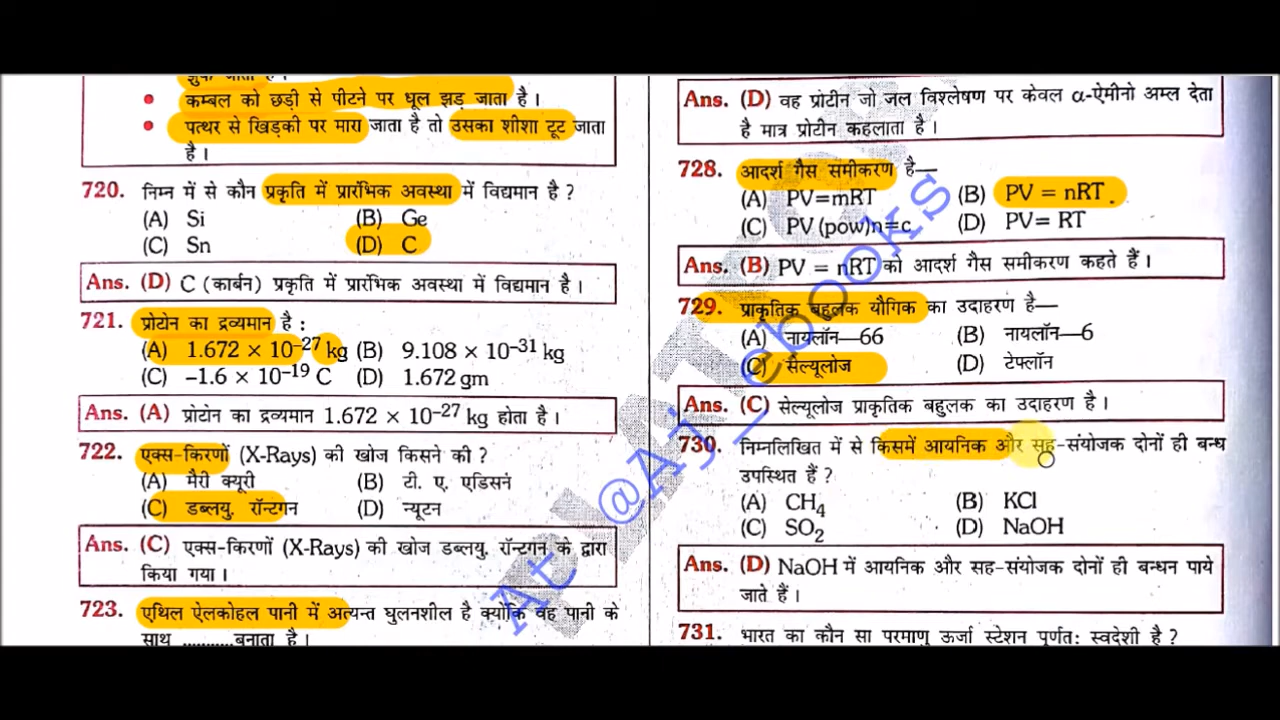 झुक जाता है।
• कम्बल को छड़ी से पीटने पर धूल झड़ जाता है।
• पत्थर से खिड़की पर मारा जाता है तो उसका शीशा टूट जाता
है।
720. निम्न में से कौन प्रकृति में प्रारंभिक अवस्था में विद्यमान है ?
(A) Si (B) Ge
(C) Sn (D) C
Ans. (D) C (कार्बन) प्रकृति में प्रारंभिक अवस्था में विद्यमान है।
721. प्रोटोन का द्रव्यमान है :
(A) 1.672 × 10⁻²⁷ kg (B) 9.108 × 10⁻³¹ kg
(C) –1.6 × 10⁻¹⁹ C (D) 1.672 gm
Ans. (A) प्रोटोन का द्रव्यमान 1.672 × 10⁻²⁷ kg होता है।
722. एक्स-किरणों (X-Rays) की खोज किसने की ?
(A) मैरी क्यूरी (B) टी. ए. एडिसनं
(C) डब्लयु. रॉन्टगन (D) न्यूटन
Ans. (C) एक्स-किरणों (X-Rays) की खोज डब्लयु. रॉन्टगन के द्वारा
किया गया।
723. एथिल ऐलकोहल पानी में अत्यन्त घुलनशील है क्योंकि वह पानी के
साथ ...........बनाता है।
Ans. (D) वह प्रोटीन जो जल विश्लेषण पर केवल α-ऐमीनो अम्ल देता
है मात्र प्रोटीन कहलाता है।
728. आदर्श गैस समीकरण है—
(A) PV=mRT (B) PV = nRT .
(C) PV (pow)n=c (D) PV= RT
Ans. (B) PV = nRT को आदर्श गैस समीकरण कहते हैं।
729. प्राकृतिक बहुलक यौगिक का उदाहरण है—
(A) नायलॉन—66 (B) नायलॉन—6
(C) सैल्यूलोज (D) टेफ्लॉन
Ans. (C) सेल्यूलोज प्राकृतिक बहुलक का उदाहरण है।
730. निम्नलिखित में से किसमें आयनिक और सह-संयोजक दोनों ही बन्ध
उपस्थित हैं ?
(A) CH₄ (B) KCl
(C) SO₂ (D) NaOH
Ans. (D) NaOH में आयनिक और सह-संयोजक दोनों ही बन्धन पाये
जाते हैं।
731. भारत का कौन सा परमाणु ऊर्जा स्टेशन पूर्णतः स्वदेशी है ?
At @Aj_ebooks